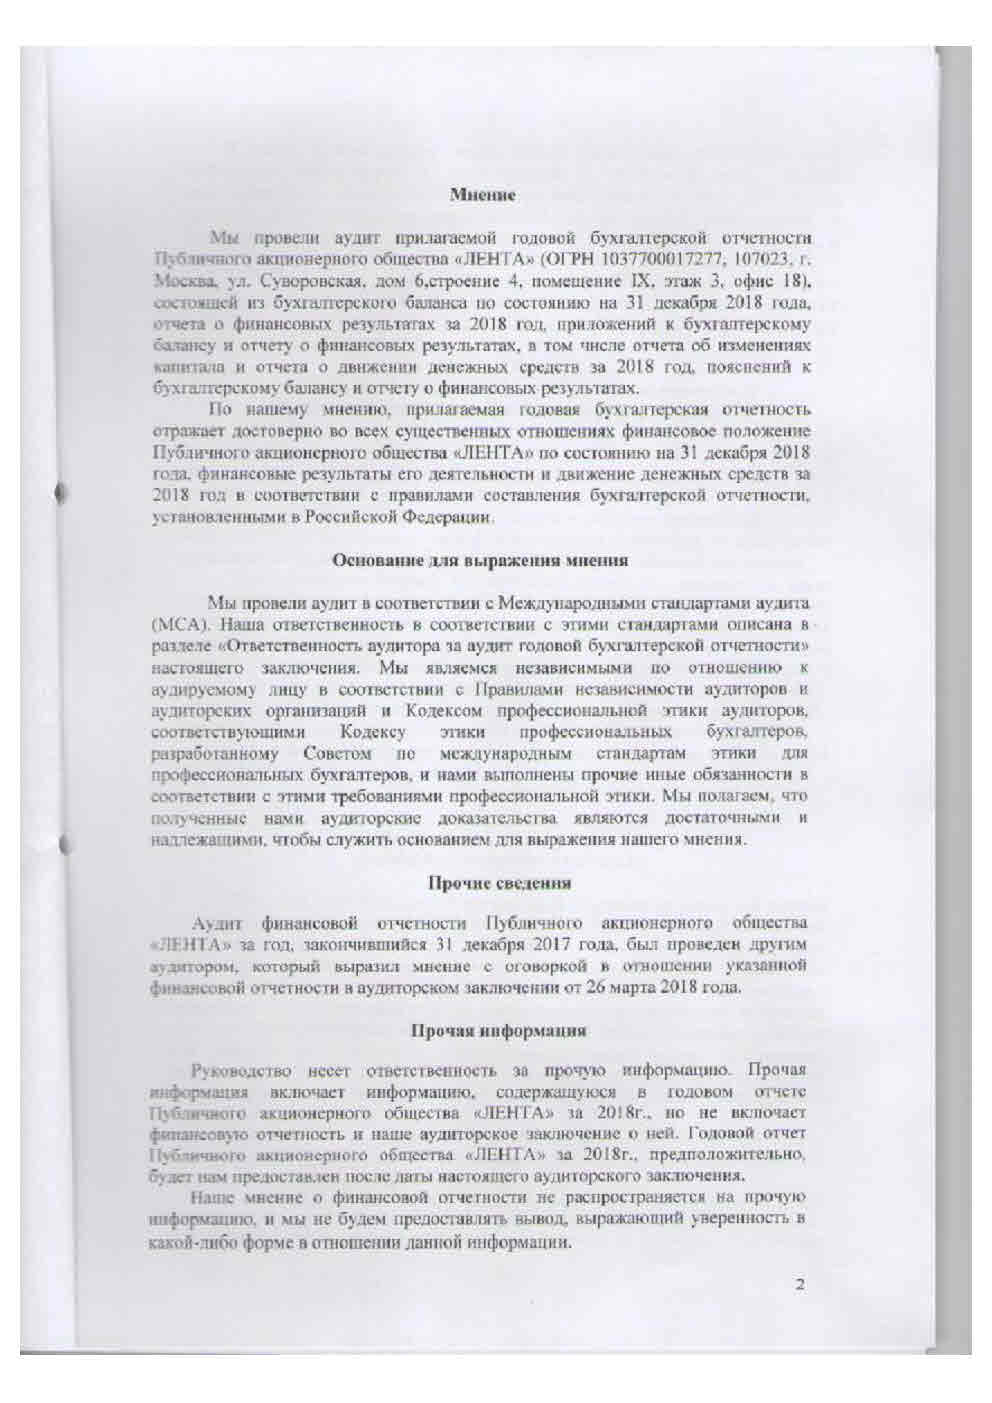 Мнение
Мы провели аудит прилагаемой годовой бухгалтерской отчетности
Публичного акционерного общества «ЛЕНТА» (ОГРН 1037700017277, 107023, г.
Москва, ул. Суворовская, дом 6,строение 4, помещение IX, этаж 3, офис 18),
состоящей из бухгалтерского баланса по состоянию на 31 декабря 2018 года,
отчета о финансовых результатах за 2018 год, приложений к бухгалтерскому
балансу и отчету о финансовых результатах, в том числе отчета об изменениях
капитала и отчета о движении денежных средств за 2018 год, пояснений к
бухгалтерскому балансу и отчету о финансовых результатах.
По нашему мнению, прилагаемая годовая бухгалтерская отчетность
отражает достоверно во всех существенных отношениях финансовое положение
Публичного акционерного общества «ЛЕНТА» по состоянию на 31 декабря 2018
года, финансовые результаты его деятельности и движение денежных средств за
2018 год в соответствии с правилами составления бухгалтерской отчетности,
установленными в Российской Федерации.
Основание для выражения мнения
Мы провели аудит в соответствии с Международными стандартами аудита
(МСА). Наша ответственность в соответствии с этими стандартами описана в
разделе «Ответственность аудитора за аудит годовой бухгалтерской отчетности»
настоящего заключения. Мы являемся независимыми по отношению к
аудируемому лицу в соответствии с Правилами независимости аудиторов и
аудиторских организаций и Кодексом профессиональной этики аудиторов,
соответствующими Кодексу этики профессиональных бухгалтеров,
разработанному Советом по международным стандартам этики для
профессиональных бухгалтеров, и нами выполнены прочие иные обязанности в
соответствии с этими требованиями профессиональной этики. Мы полагаем, что
полученные нами аудиторские доказательства являются достаточными и
надлежащими, чтобы служить основанием для выражения нашего мнения.
Прочие сведения
Аудит финансовой отчетности Публичного акционерного общества
«ЛЕНТА» за год, закончившийся 31 декабря 2017 года, был проведен другим
аудитором, который выразил мнение с оговоркой в отношении указанной
финансовой отчетности в аудиторском заключении от 26 марта 2018 года.
Прочая информация
Руководство несет ответственность за прочую информацию. Прочая
информация включает информацию, содержащуюся в годовом отчете
Публичного акционерного общества «ЛЕНТА» за 2018г., но не включает
финансовую отчетность и наше аудиторское заключение о ней. Годовой отчет
Публичного акционерного общества «ЛЕНТА» за 2018г., предположительно,
будет нам предоставлен после даты настоящего аудиторского заключения.
Наше мнение о финансовой отчетности не распространяется на прочую
информацию, и мы не будем предоставлять вывод, выражающий уверенность в
какой-либо форме в отношении данной информации.
2